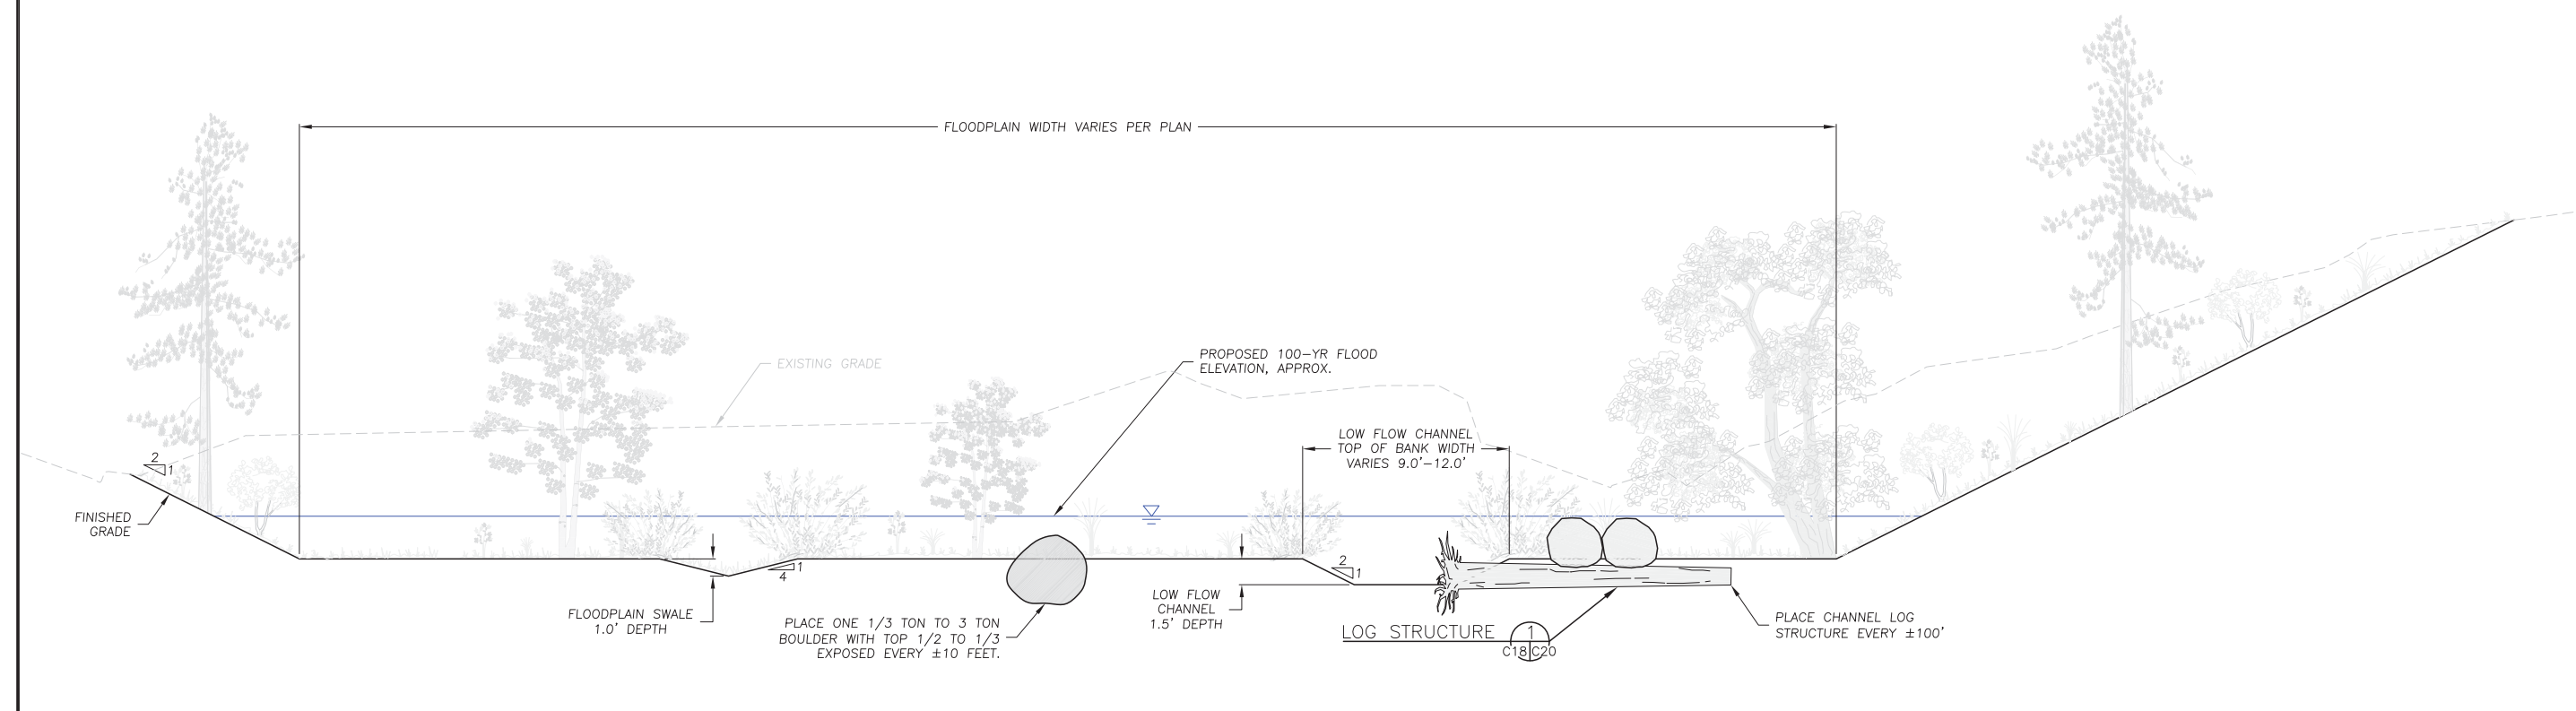 FLOODPLAIN WIDTH VARIES PER PLAN
EXISTING GRADE
PROPOSED 100-YR FLOOD
ELEVATION, APPROX.
LOW FLOW CHANNEL
TOP OF BANK WIDTH
VARIES 9.0'-12.0'
2
1
FINISHED
GRADE
1
4
2
1
FLOODPLAIN SWALE
1.0' DEPTH
PLACE ONE 1/3 TON TO 3 TON
BOULDER WITH TOP 1/2 TO 1/3
EXPOSED EVERY ±10 FEET.
LOW FLOW
CHANNEL
1.5' DEPTH
LOG STRUCTURE
1
C18 C20
PLACE CHANNEL LOG
STRUCTURE EVERY ±100'